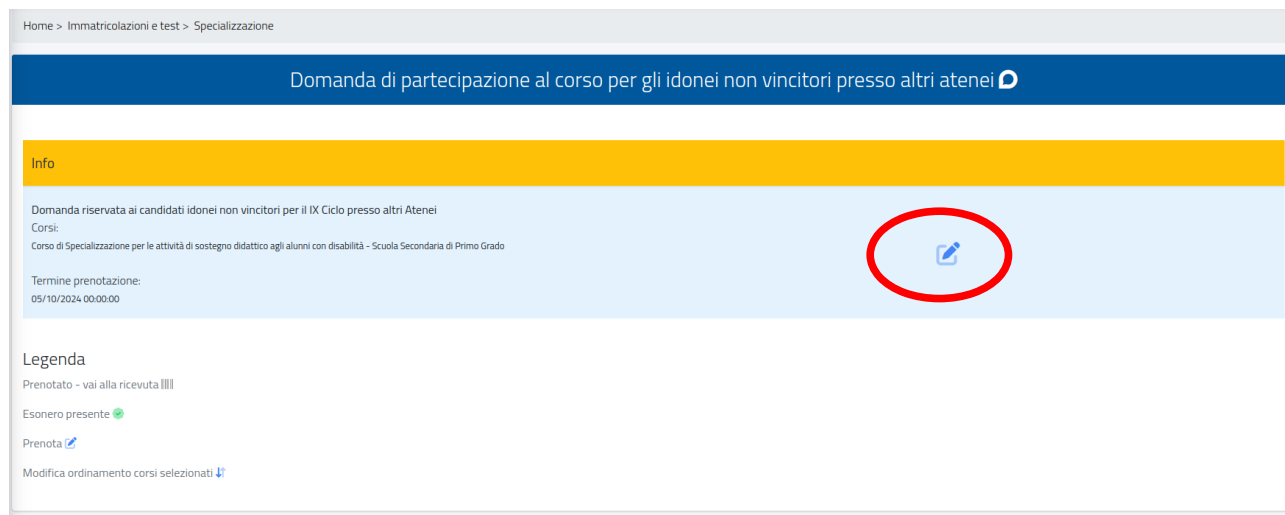 Home > Immatricolazioni e test > Specializzazione
Domanda di partecipazione al corso per gli idonei non vincitori presso altri atenei
Info
Domanda riservata ai candidati idonei non vincitori per il IX Ciclo presso altri Atenei
Corsi:
Corso di Specializzazione per le attività di sostegno didattico agli alunni con disabilità - Scuola Secondaria di Primo Grado
Termine prenotazione:
05/10/2024 00:00:00
Legenda
Prenotato - vai alla ricevuta
Esonero presente
Prenota
Modifica ordinamento corsi selezionati